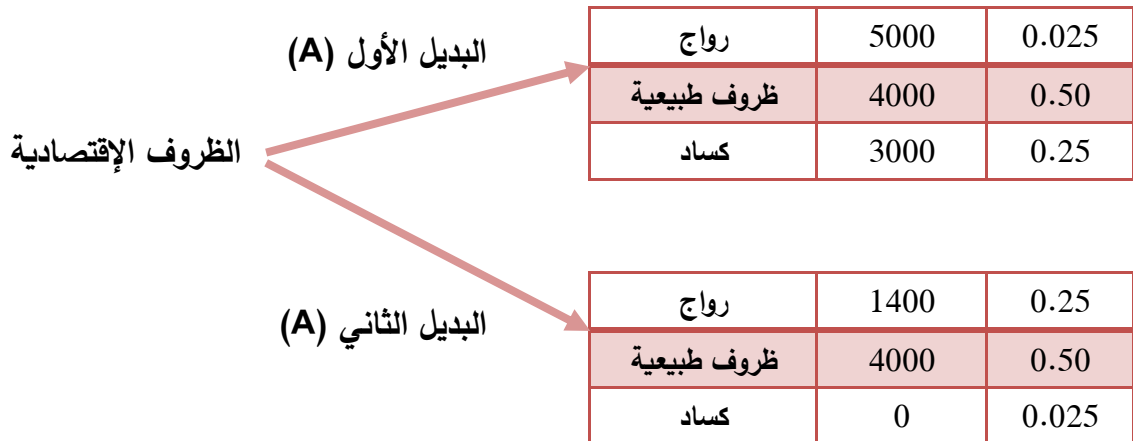 البديل الأول (A)
رواج 5000 0.025
ظروف طبيعية 4000 0.50
كساد 3000 0.25
الظروف الإقتصادية
البديل الثاني (A)
رواج 1400 0.25
ظروف طبيعية 4000 0.50
كساد 0 0.025